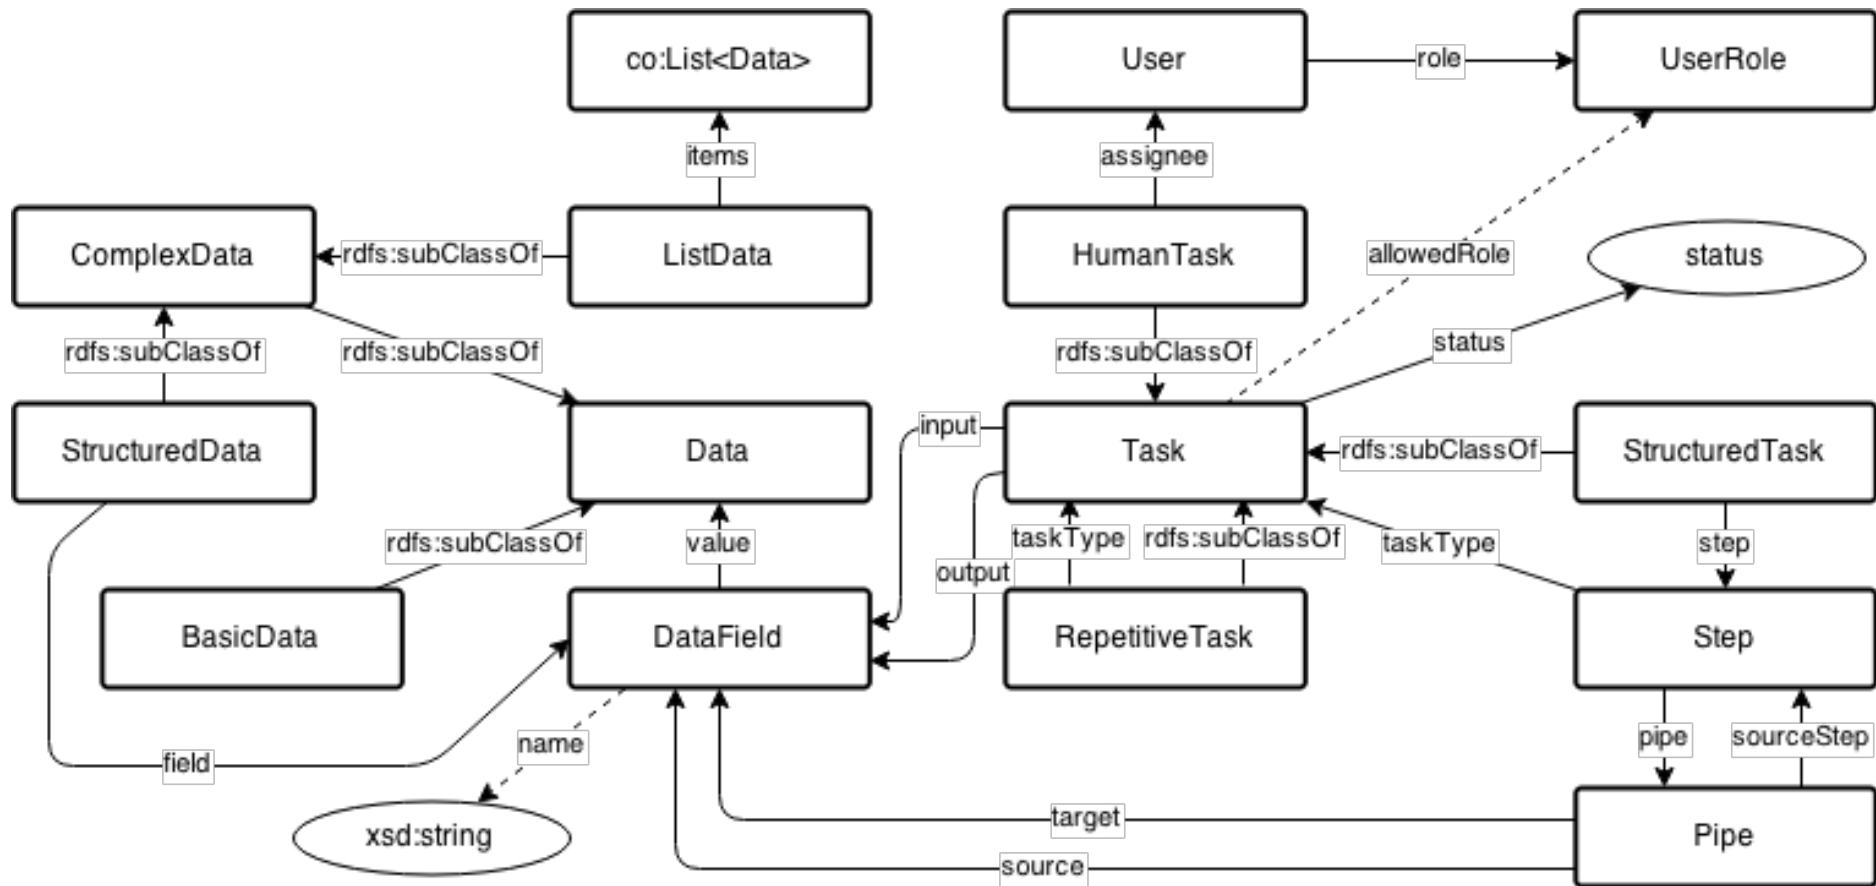 co:List<Data>
User
role
UserRole
items
assignee
ComplexData
rdfs:subClassOf
ListData
HumanTask
allowedRole
status
rdfs:subClassOf
rdfs:subClassOf
rdfs:subClassOf
status
StructuredData
Data
input
Task
rdfs:subClassOf
StructuredTask
rdfs:subClassOf
value
taskType
rdfs:subClassOf
taskType
step
output
BasicData
DataField
RepetitiveTask
Step
name
field
pipe
sourceStep
xsd:string
target
Pipe
source